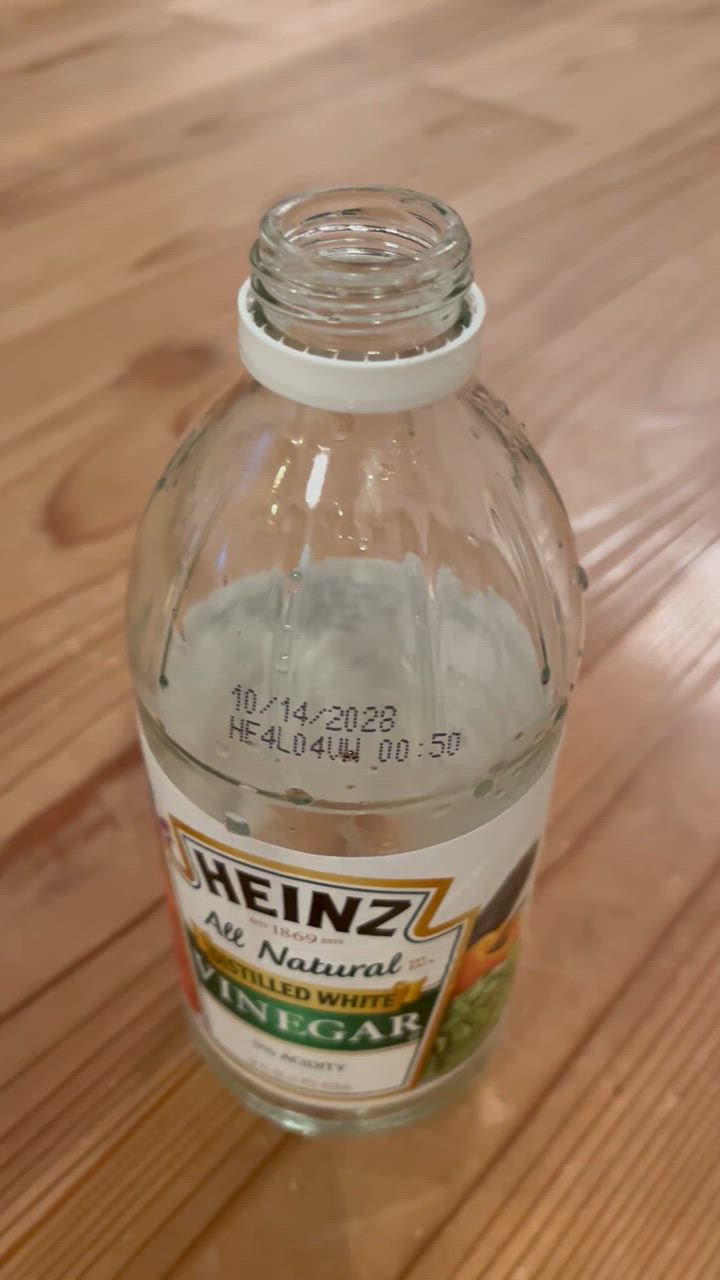 10/14/2028
HE4L04VW 00:50
HEINZ
1869
All Natural
DISTILLED WHITE
VINEGAR
5% ACIDITY